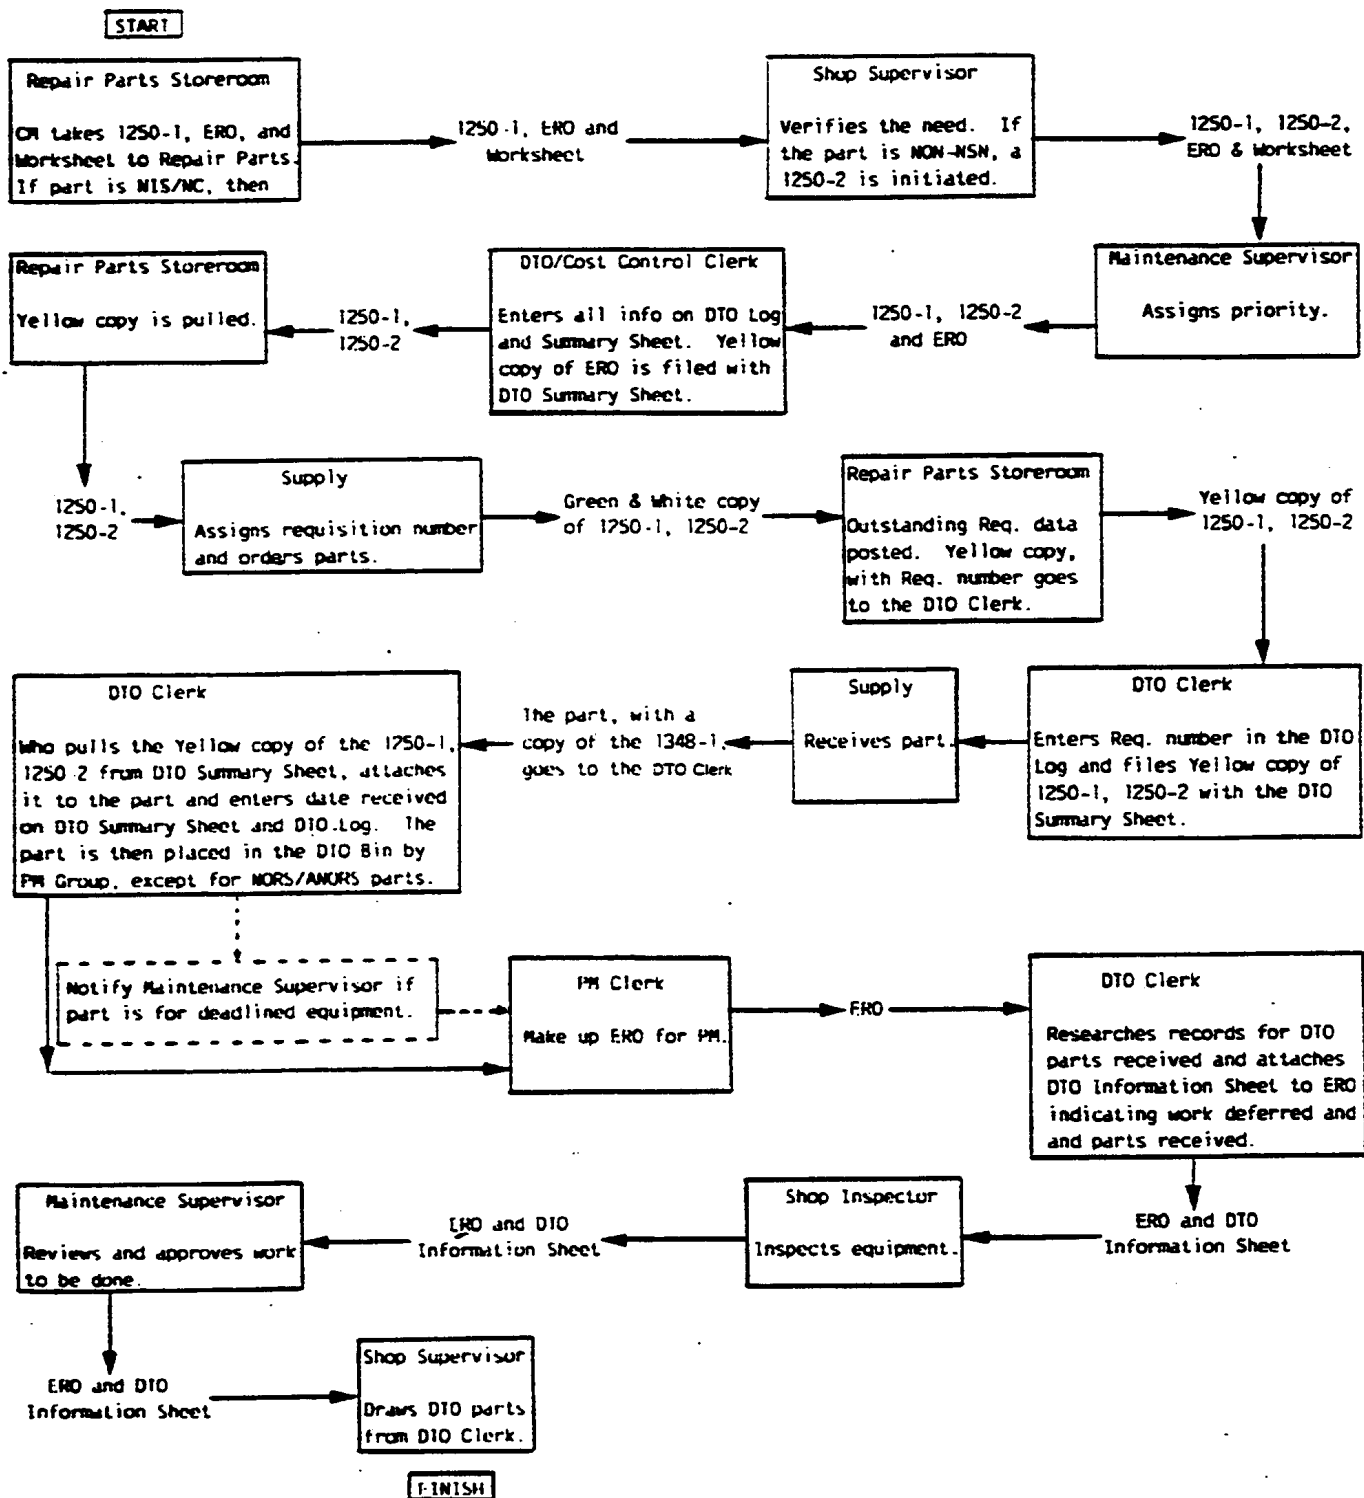 START
Repair Parts Storeroom
CM takes 1250-1, ERO, and
Worksheet to Repair Parts.
If part is NIS/NC, then
1250-1, ERO and
Worksheet
Shop Supervisor
Verifies the need. If
the part is NON-NSN, a
1250-2 is initiated.
1250-1, 1250-2,
ERO & Worksheet
Maintenance Supervisor
Assigns priority.
1250-1, 1250-2
and ERO
DTO/Cost Control Clerk
Enters all info on DTO Log
and Summary Sheet. Yellow
copy of ERO is filed with
DTO Summary Sheet.
1250-1,
1250-2
Repair Parts Storeroom
Yellow copy is pulled.
1250-1,
1250-2
Supply
Assigns requisition number
and orders parts.
Green & White copy
of 1250-1, 1250-2
Repair Parts Storeroom
Outstanding Req. data
posted. Yellow copy,
with Req. number goes
to the DTO Clerk.
Yellow copy of
1250-1, 1250-2
DTO Clerk
Enters Req. number in the DTO
Log and files Yellow copy of
1250-1, 1250-2 with the DTO
Summary Sheet.
Supply
Receives part.
The part, with a
copy of the 1348-1,
goes to the DTO Clerk
DTO Clerk
Who pulls the Yellow copy of the 1250-1,
1250-2 from DTO Summary Sheet, attaches
it to the part and enters date received
on DTO Summary Sheet and DTO Log. The
part is then placed in the DTO Bin by
PM Group, except for NORS/ANORS parts.
Notify Maintenance Supervisor if
part is for deadlined equipment.
PM Clerk
Make up ERO for PM.
ERO
DTO Clerk
Researches records for DTO
parts received and attaches
DTO Information Sheet to ERO
indicating work deferred and
and parts received.
ERO and DTO
Information Sheet
Shop Inspector
Inspects equipment.
ERO and DTO
Information Sheet
Maintenance Supervisor
Reviews and approves work
to be done.
ERO and DTO
Information Sheet
Shop Supervisor
Draws DTO parts
from DTO Clerk.
FINISH